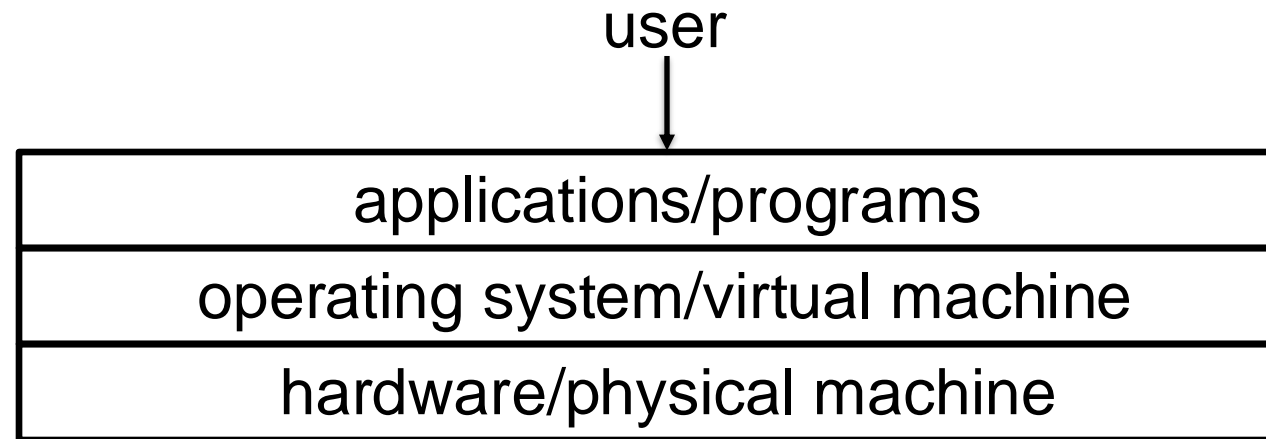 user
applications/programs
operating system/virtual machine
hardware/physical machine